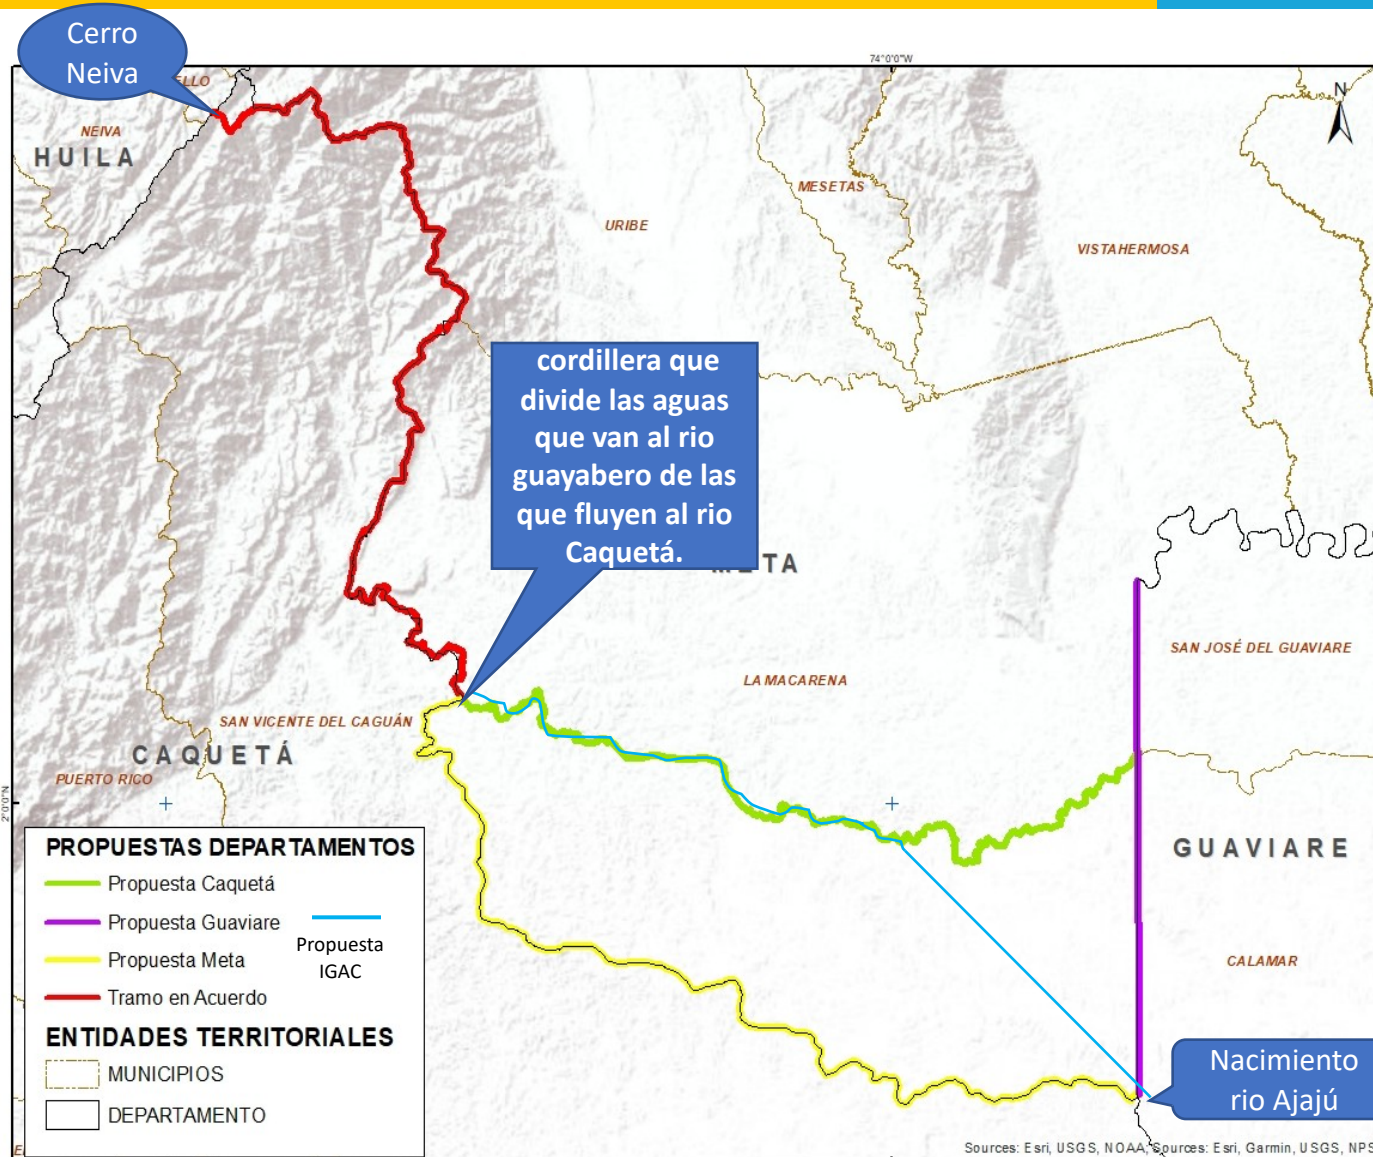 Cerro
Neiva
74°0'0"W
ELLO
N
NEIVA
HUILA
MESETAS
URIBE
VISTAHERMOSA
cordillera que
divide las aguas
que van al rio
guayabero de las
que fluyen al rio
Caquetá.
META
SAN JOSÉ DEL GUAVIARE
LA MACARENA
SAN VICENTE DEL CAGUÁN
CAQUETÁ
PUERTO RICO
2°0'0"N
GUAVIARE
PROPUESTAS DEPARTAMENTOS
Propuesta Caquetá
Propuesta Guaviare
Propuesta Meta
Tramo en Acuerdo
Propuesta
IGAC
CALAMAR
ENTIDADES TERRITORIALES
MUNICIPIOS
DEPARTAMENTO
Nacimiento
rio Ajajú
Sources: Esri, USGS, NOAA; Sources: Esri, Garmin, USGS, NPS